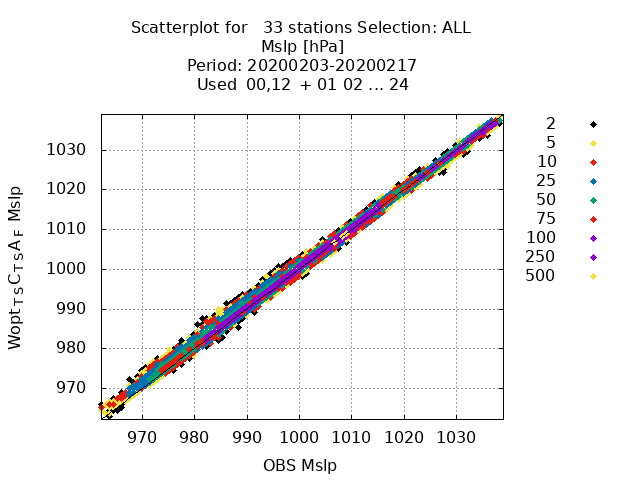 Scatterplot for 33 stations Selection: ALL
Mslp [hPa]
Period: 20200203-20200217
Used 00,12 + 01 02 ... 24
2
5
10
25
50
75
100
250
500
1030
1020
1010
1000
990
980
970
Wopt TS C TS A F Mslp
970 980 990 1000 1010 1020 1030
OBS Mslp